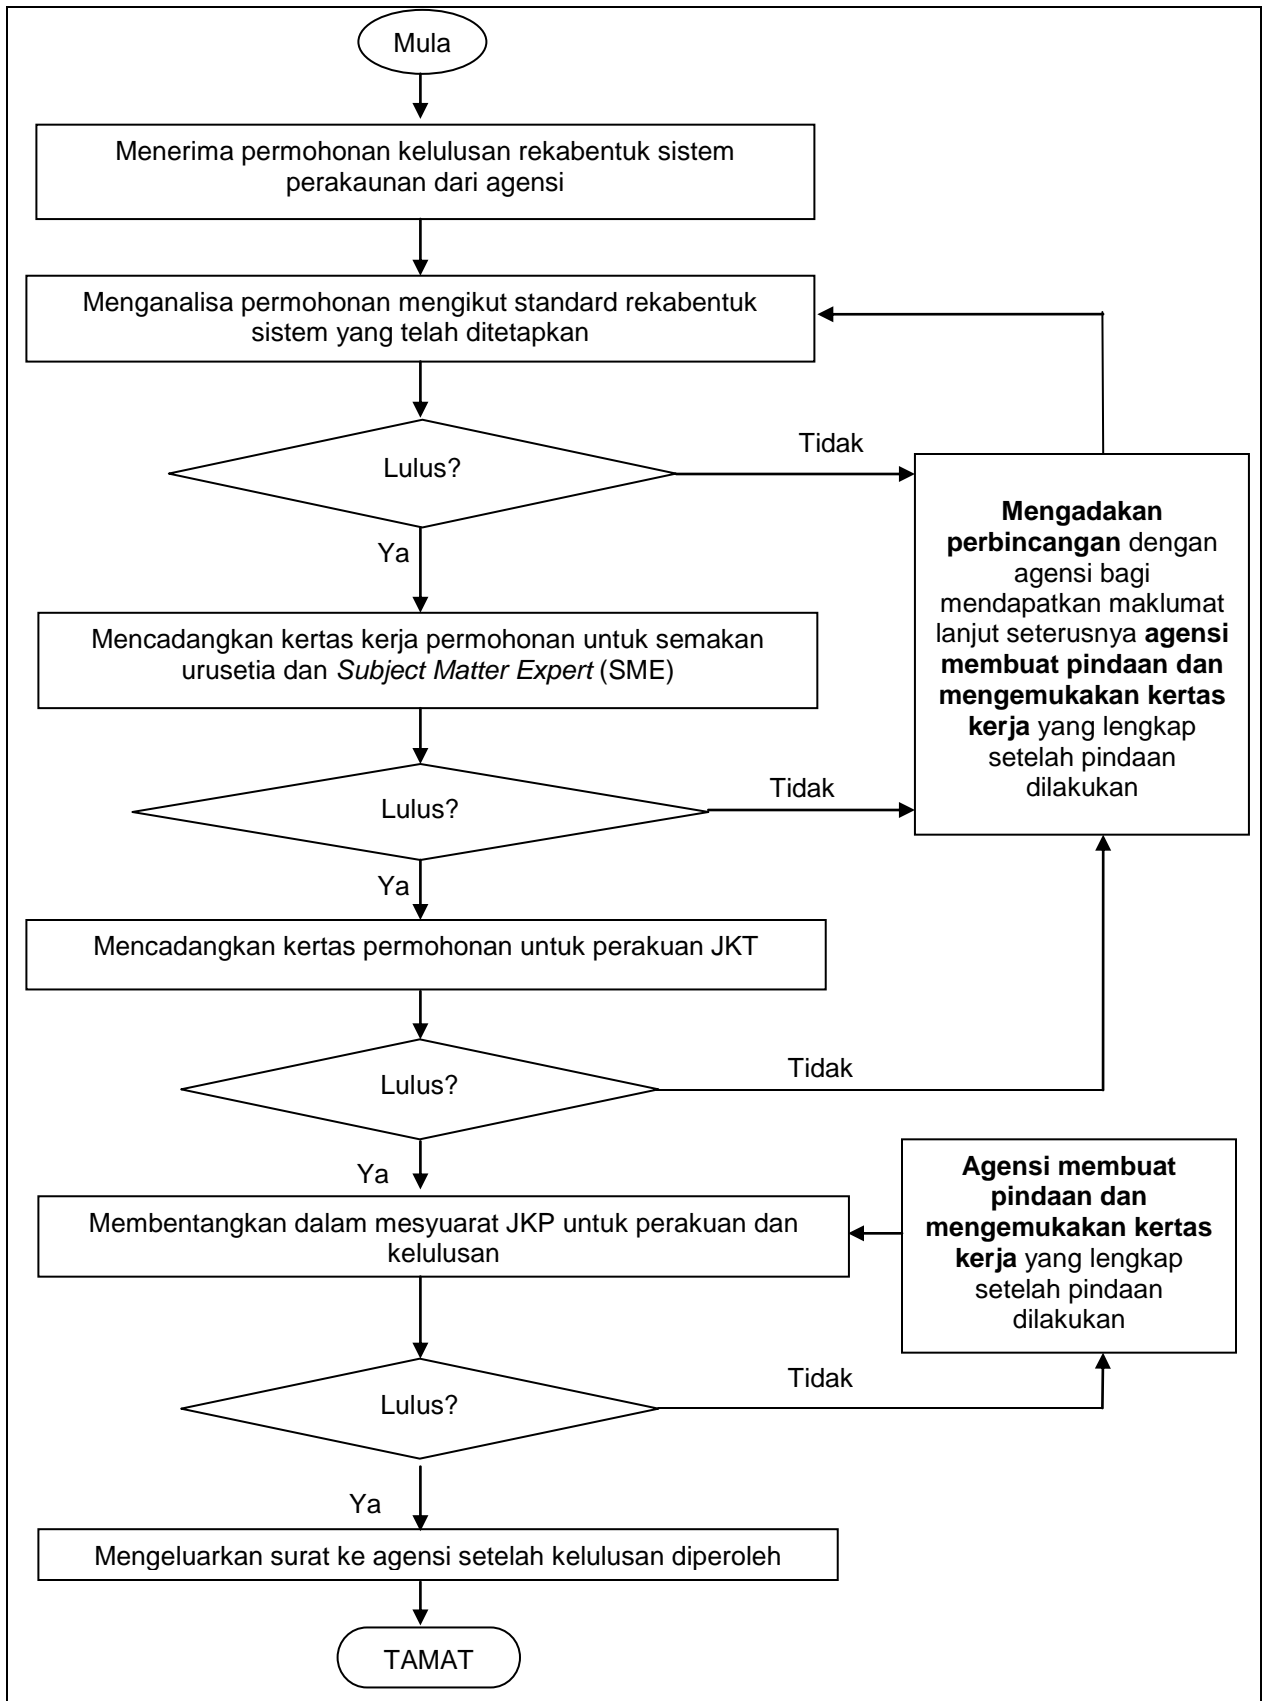 Mula
Menerima permohonan kelulusan rekabentuk sistem
perakaunan dari agensi
Menganalisa permohonan mengikut standard rekabentuk
sistem yang telah ditetapkan
Lulus?
Tidak
Ya
Mengadakan
perbincangan dengan
agensi bagi
mendapatkan maklumat
lanjut seterusnya agensi
membuat pindaan dan
mengemukakan kertas
kerja yang lengkap
setelah pindaan
dilakukan
Mencadangkan kertas kerja permohonan untuk semakan
urusetia dan Subject Matter Expert (SME)
Lulus?
Tidak
Ya
Mencadangkan kertas permohonan untuk perakuan JKT
Lulus?
Tidak
Ya
Membentangkan dalam mesyuarat JKP untuk perakuan dan
kelulusan
Agensi membuat
pindaan dan
mengemukakan kertas
kerja yang lengkap
setelah pindaan
dilakukan
Lulus?
Tidak
Ya
Mengeluarkan surat ke agensi setelah kelulusan diperoleh
TAMAT